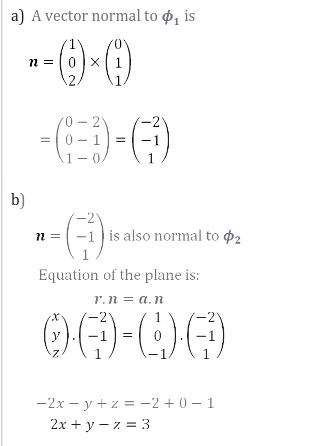 a) A vector normal to ϕ₁ is
n = (1 0 2) × (0 1 1)
= (0 − 2 0 − 1 1 − 0) = (−2 −1 1)
b)
n = (−2 −1 1) is also normal to ϕ₂
Equation of the plane is:
r.n = a.n
(x y z) . (−2 −1 1) = (1 0 −1) . (−2 −1 1)
−2x − y + z = −2 + 0 − 1
2x + y − z = 3